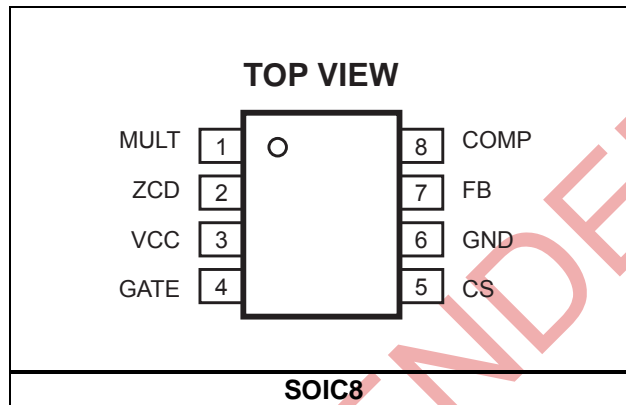 TOP VIEW
MULT 1 8 COMP
ZCD 2 7 FB
VCC 3 6 GND
GATE 4 5 CS
SOIC8